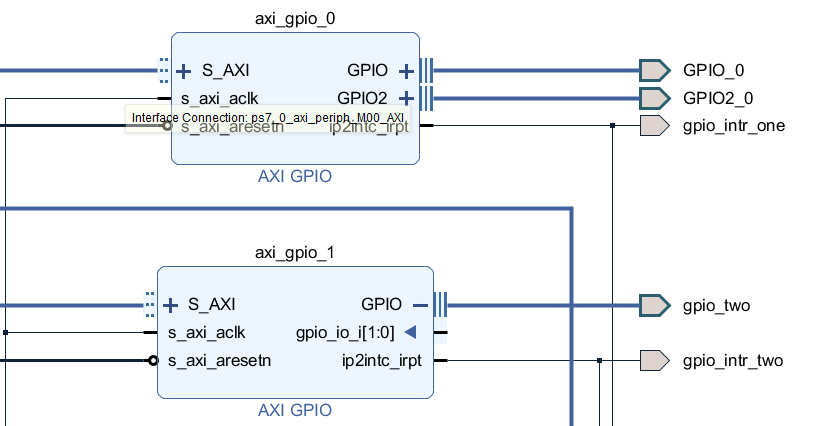 axi_gpio_0
S_AXI
GPIO
GPIO_0
s_axi_aclk
GPIO2
GPIO2_0
Interface Connection: ps7_0_axi_periph_M00_AXI
s_axi_aresetn
ip2intc_irpt
gpio_intr_one
AXI GPIO
axi_gpio_1
S_AXI
GPIO
gpio_two
s_axi_aclk
gpio_io_i[1:0]
s_axi_aresetn
ip2intc_irpt
gpio_intr_two
AXI GPIO